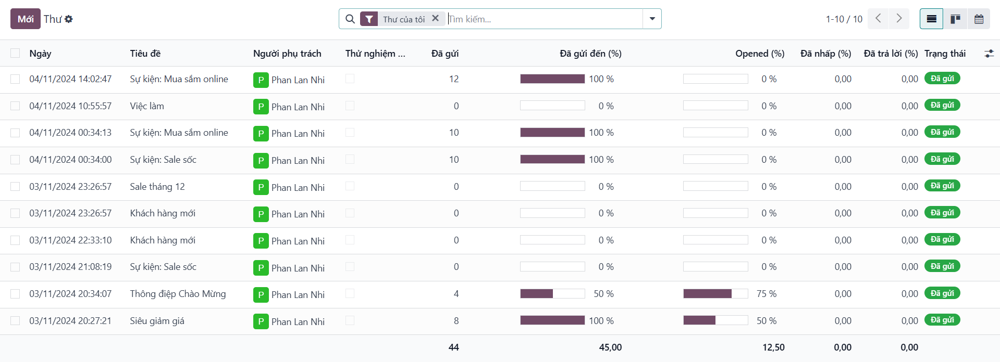 Mới Thư Thư của tôi Tìm kiếm... 1-10 / 10
Ngày Tiêu đề Người phụ trách Thử nghiệm ... Đã gửi Đã gửi đến (%) Opened (%) Đã nhấp (%) Đã trả lời (%) Trạng thái
04/11/2024 14:02:47 Sự kiện: Mua sắm online P Phan Lan Nhi 12 100 % 0 % 0,00 0,00 Đã gửi
04/11/2024 10:55:57 Việc làm P Phan Lan Nhi 0 0 % 0 % 0,00 0,00 Đã gửi
04/11/2024 00:34:13 Sự kiện: Mua sắm online P Phan Lan Nhi 10 100 % 0 % 0,00 0,00 Đã gửi
04/11/2024 00:34:00 Sự kiện: Sale sốc P Phan Lan Nhi 10 100 % 0 % 0,00 0,00 Đã gửi
03/11/2024 23:26:57 Sale tháng 12 P Phan Lan Nhi 0 0 % 0 % 0,00 0,00 Đã gửi
03/11/2024 23:26:57 Khách hàng mới P Phan Lan Nhi 0 0 % 0 % 0,00 0,00 Đã gửi
03/11/2024 22:33:10 Khách hàng mới P Phan Lan Nhi 0 0 % 0 % 0,00 0,00 Đã gửi
03/11/2024 21:08:19 Sự kiện: Sale sốc P Phan Lan Nhi 0 0 % 0 % 0,00 0,00 Đã gửi
03/11/2024 20:34:07 Thông điệp Chào Mừng P Phan Lan Nhi 4 50 % 75 % 0,00 0,00 Đã gửi
03/11/2024 20:27:21 Siêu giảm giá P Phan Lan Nhi 8 100 % 50 % 0,00 0,00 Đã gửi
44 45,00 12,50 0,00 0,00